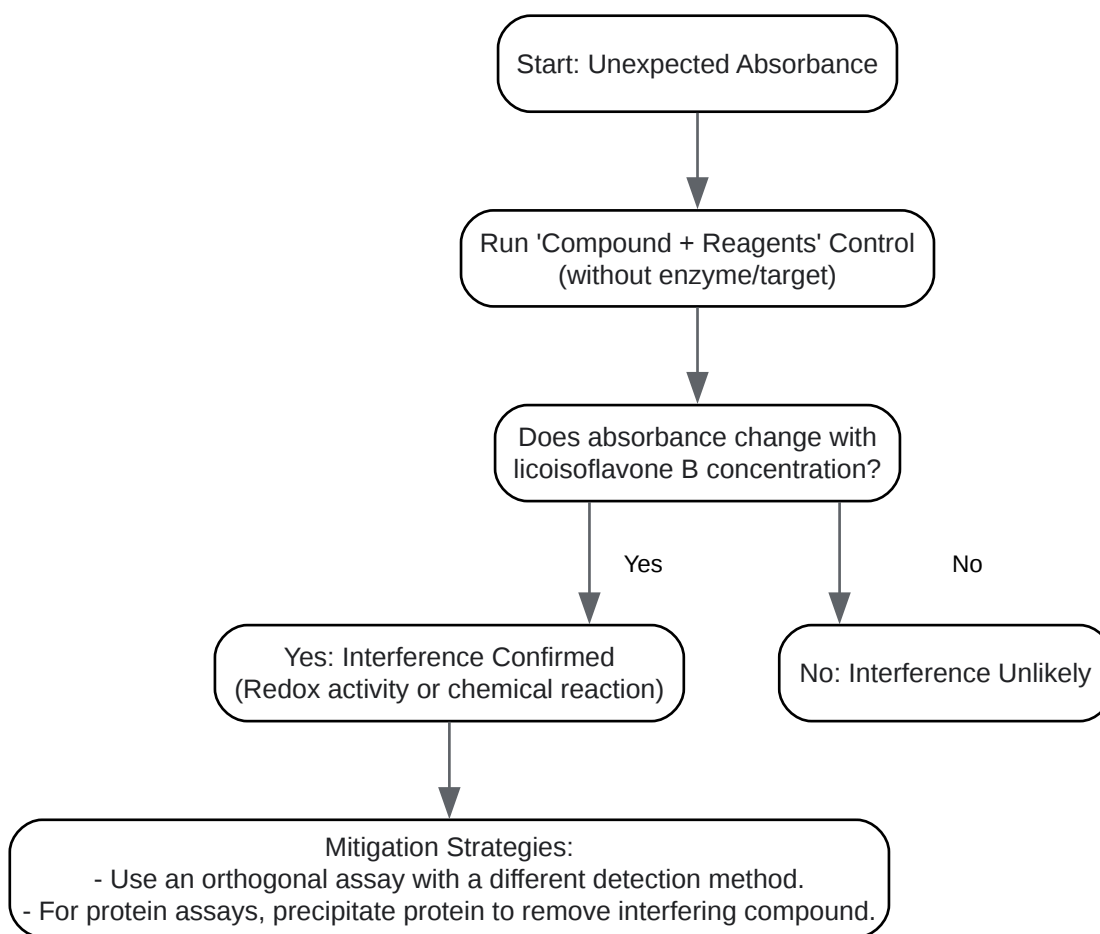 Start: Unexpected Absorbance
Run 'Compound + Reagents' Control
(without enzyme/target)
Does absorbance change with
licoisoflavone B concentration?
Yes
No
Yes: Interference Confirmed
(Redox activity or chemical reaction)
No: Interference Unlikely
Mitigation Strategies:
- Use an orthogonal assay with a different detection method.
- For protein assays, precipitate protein to remove interfering compound.